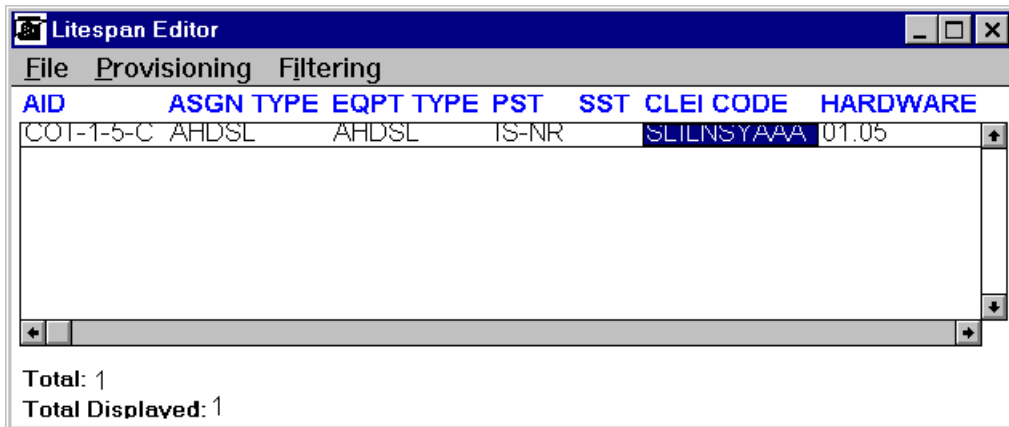 Litespan Editor
File Provisioning Filtering
AID ASGN TYPE EQPT TYPE PST SST CLEI CODE HARDWARE
COT-1-5-C AHDSL AHDSL IS-NR SLILNSYAAA 01.05
Total: 1
Total Displayed: 1